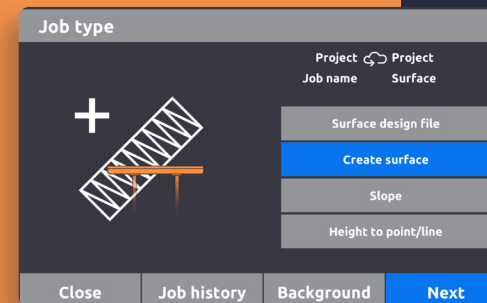 Job type
Project Project
Job name Surface
Surface design file
Create surface
Slope
Height to point/line
Close Job history Background Next